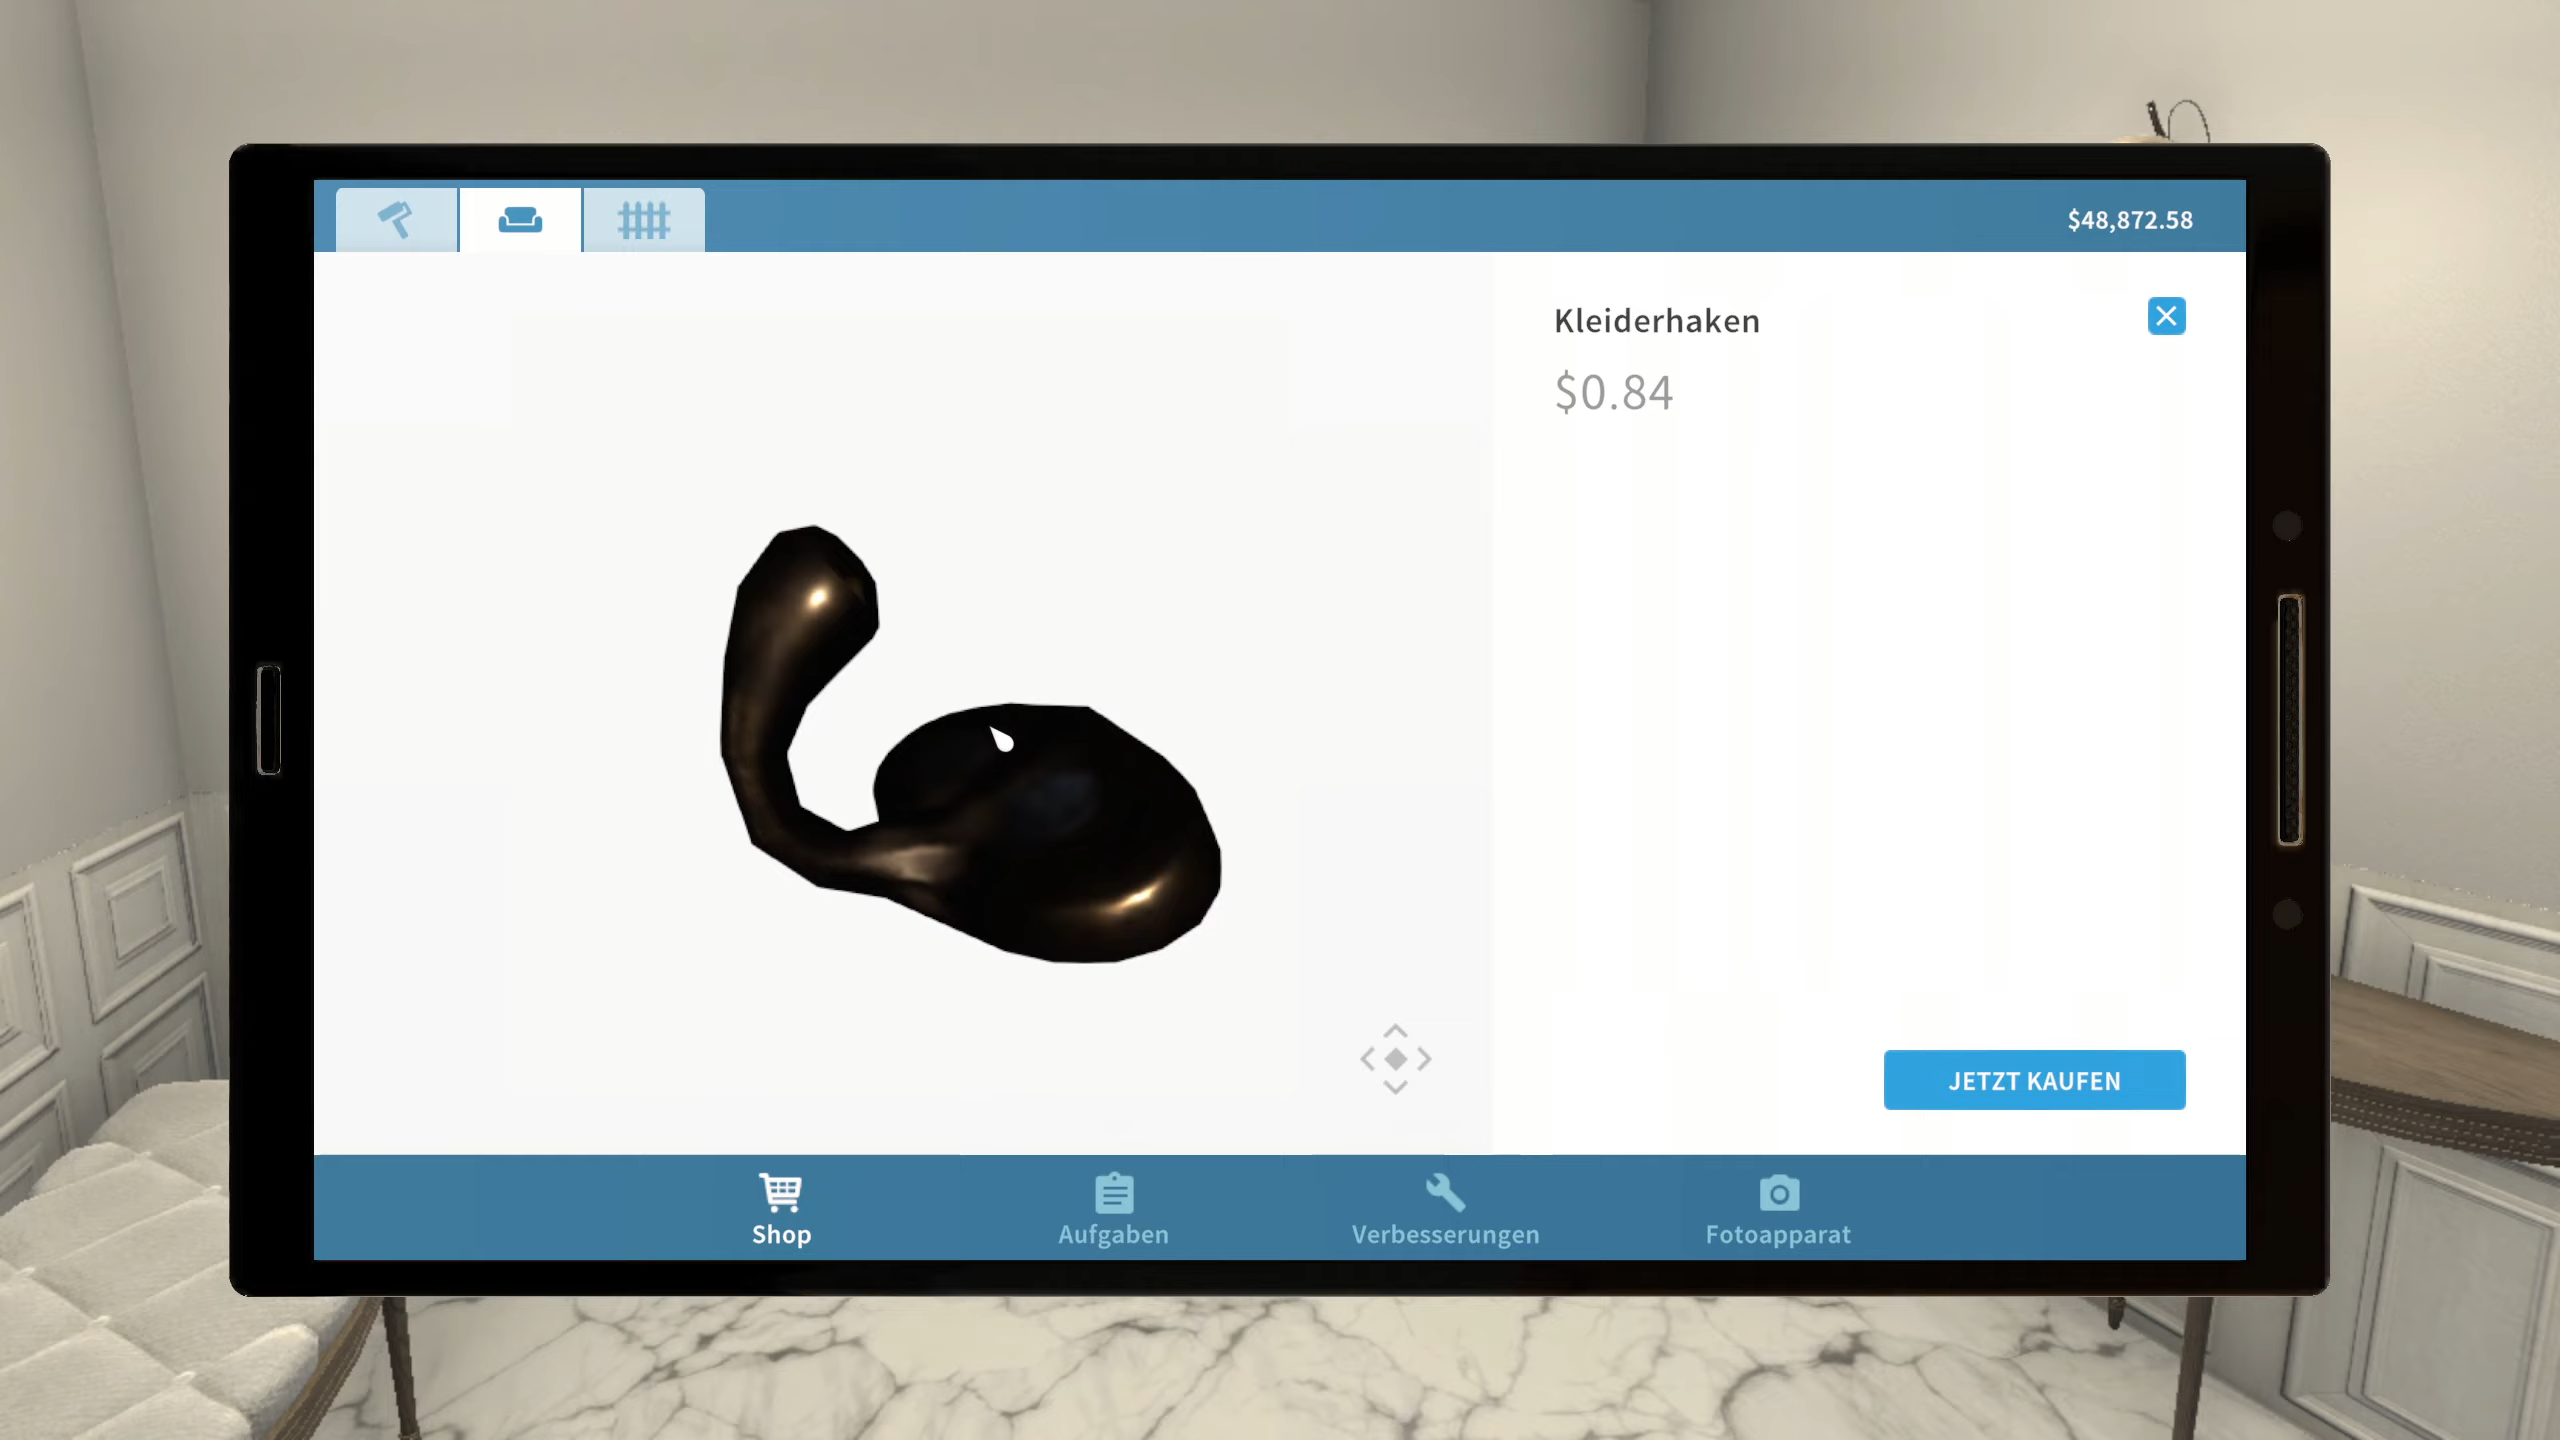 $48,872.58
Kleiderhaken
$0.84
JETZT KAUFEN
Shop
Aufgaben
Verbesserungen
Fotoapparat